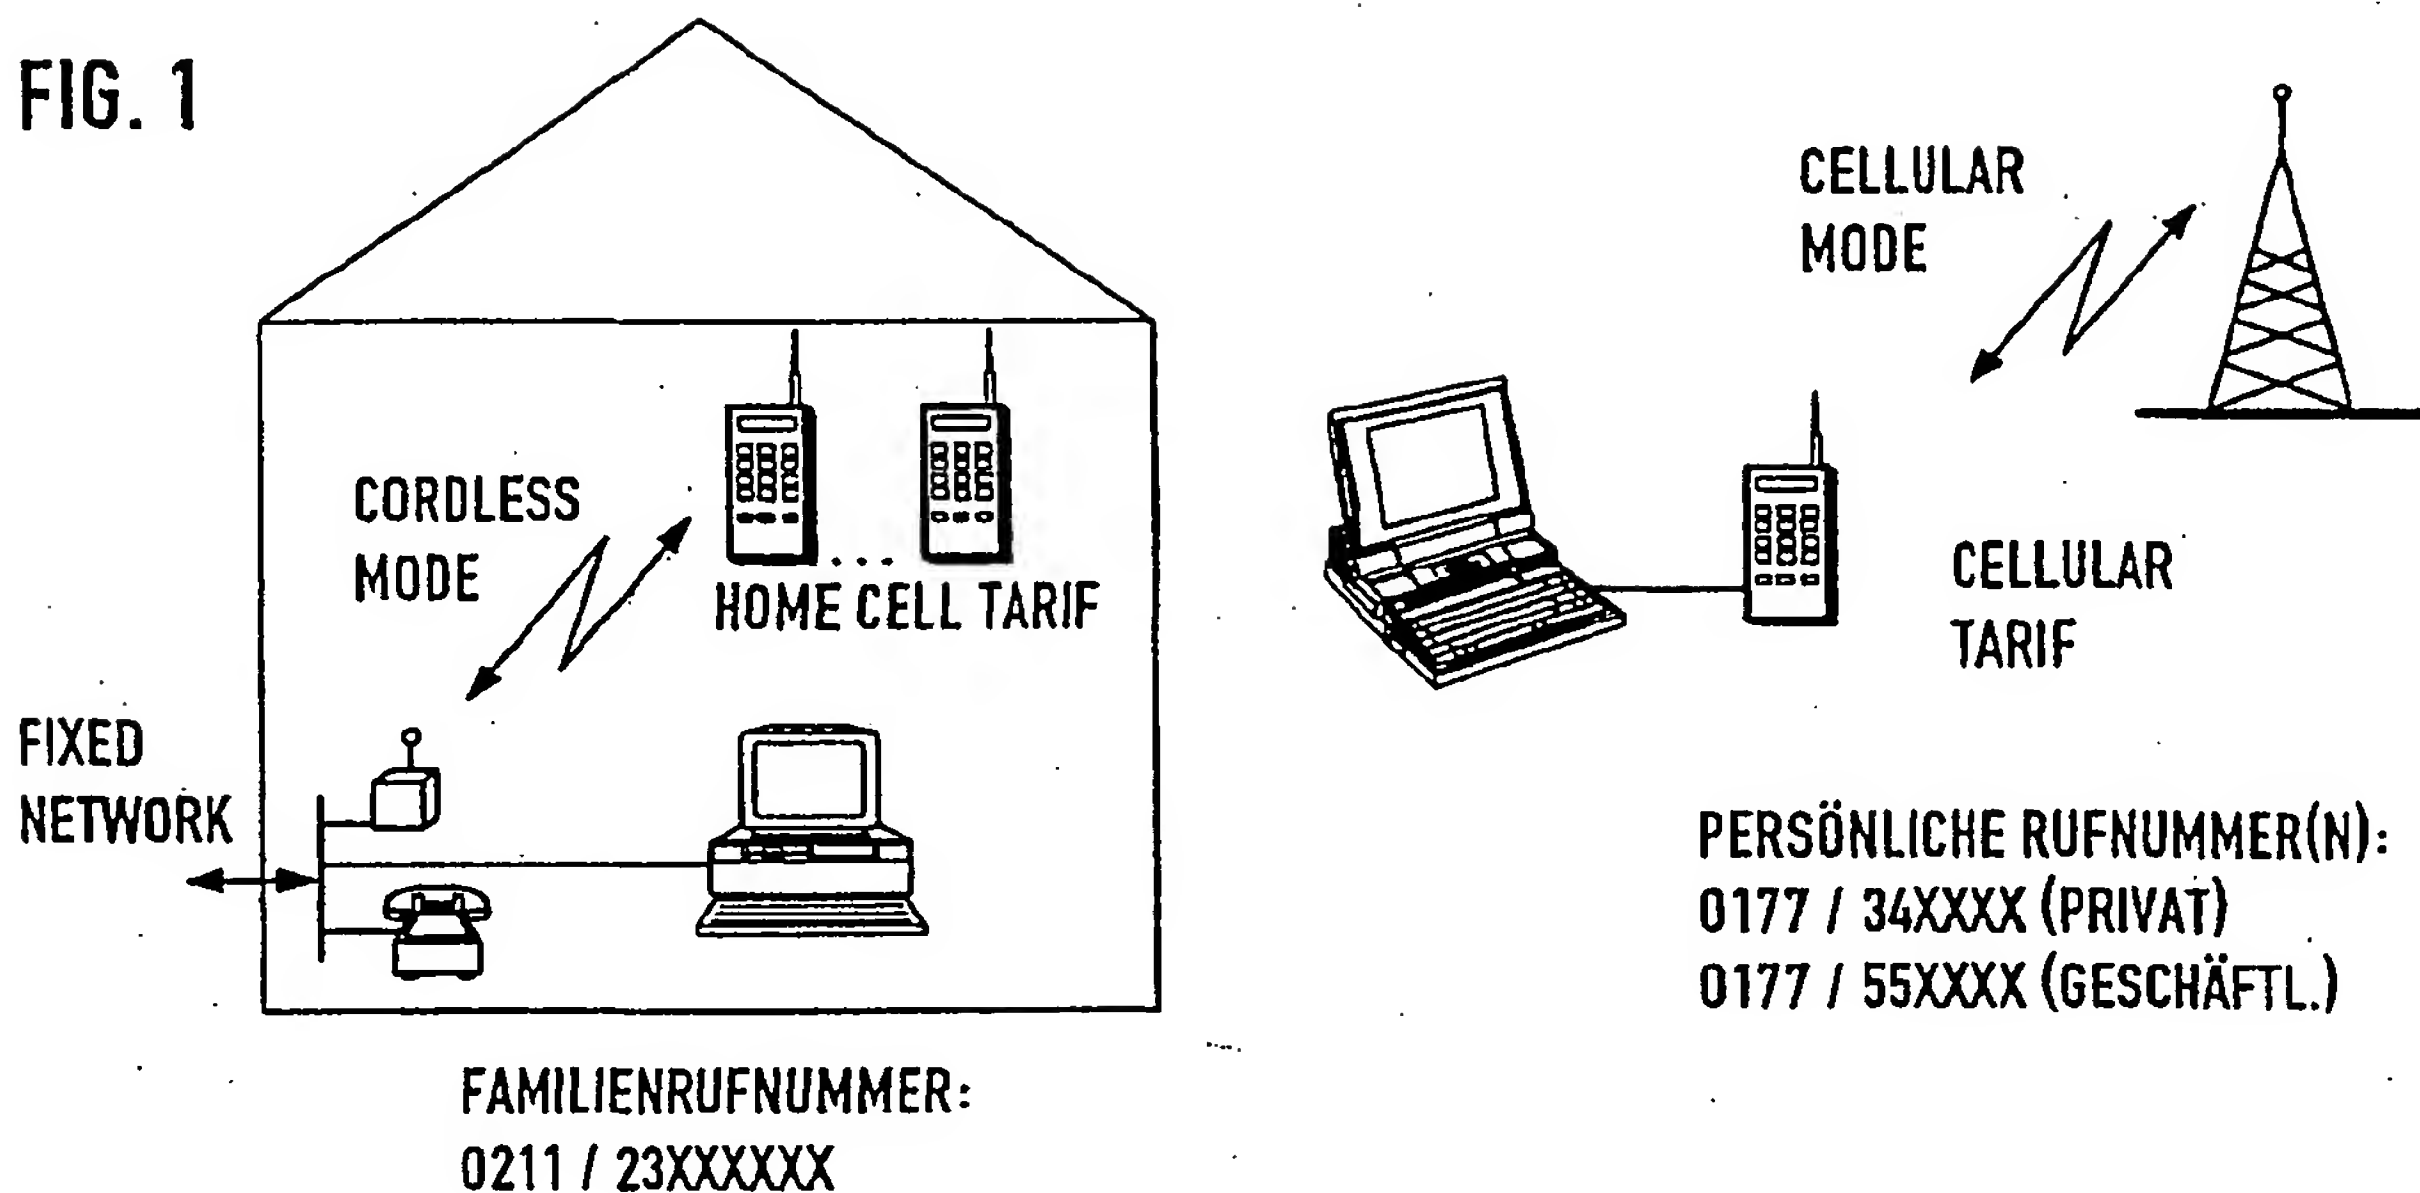 FIG. 1
CELLULAR
MODE
CORDLESS
MODE
HOME CELL TARIF
CELLULAR
TARIF
FIXED
NETWORK
PERSÖNLICHE RUFNUMMER(N):
0177 / 34XXXX (PRIVAT)
0177 / 55XXXX (GESCHÄFTL.)
FAMILIENRUFNUMMER:
0211 / 23XXXXXX